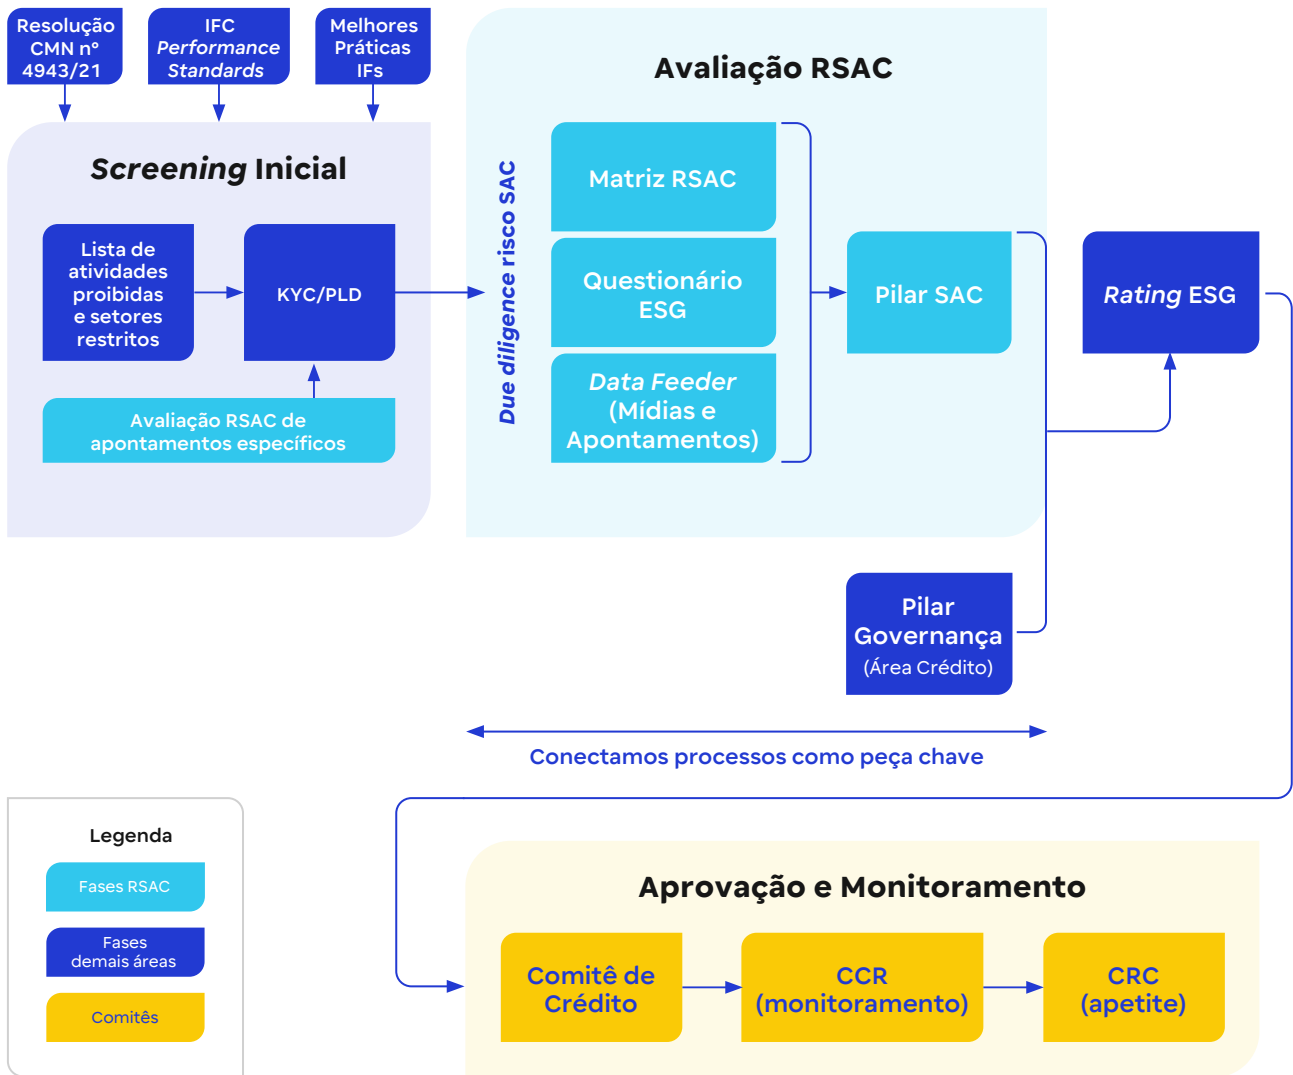 Resolução
CMN nº
4943/21
IFC
Performance
Standards
Melhores
Práticas
IFs
Screening Inicial
Lista de
atividades
proibidas
e setores
restritos
KYC/PLD
Avaliação RSAC de
apontamentos específicos
Avaliação RSAC
Due diligence risco SAC
Matriz RSAC
Questionário
ESG
Data Feeder
(Mídias e
Apontamentos)
Pilar SAC
Rating ESG
Pilar
Governança
(Área Crédito)
Conectamos processos como peça chave
Legenda
Fases RSAC
Fases
demais áreas
Comitês
Aprovação e Monitoramento
Comitê de
Crédito
CCR
(monitoramento)
CRC
(apetite)